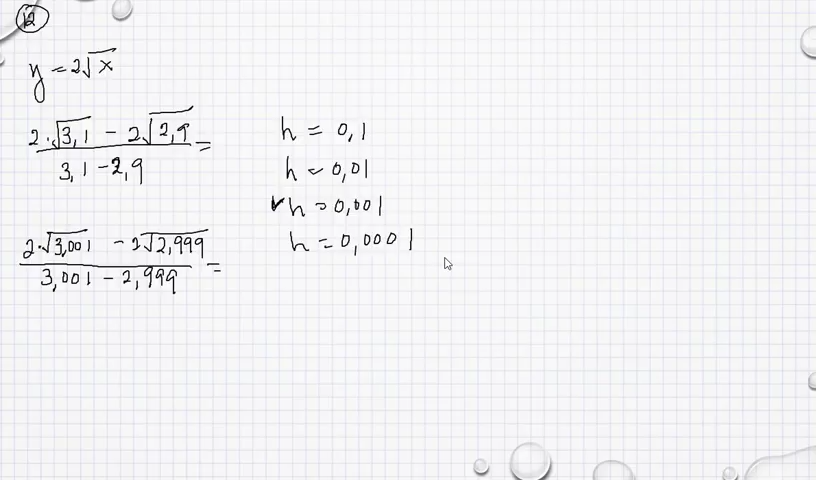 12
y = 2√x
2·√3,1 − 2√2,9 =
3,1 − 2,9
2·√3,001 − 2√2,999 =
3,001 − 2,999
h = 0,1
h = 0,01
✓h = 0,001
h = 0,0001